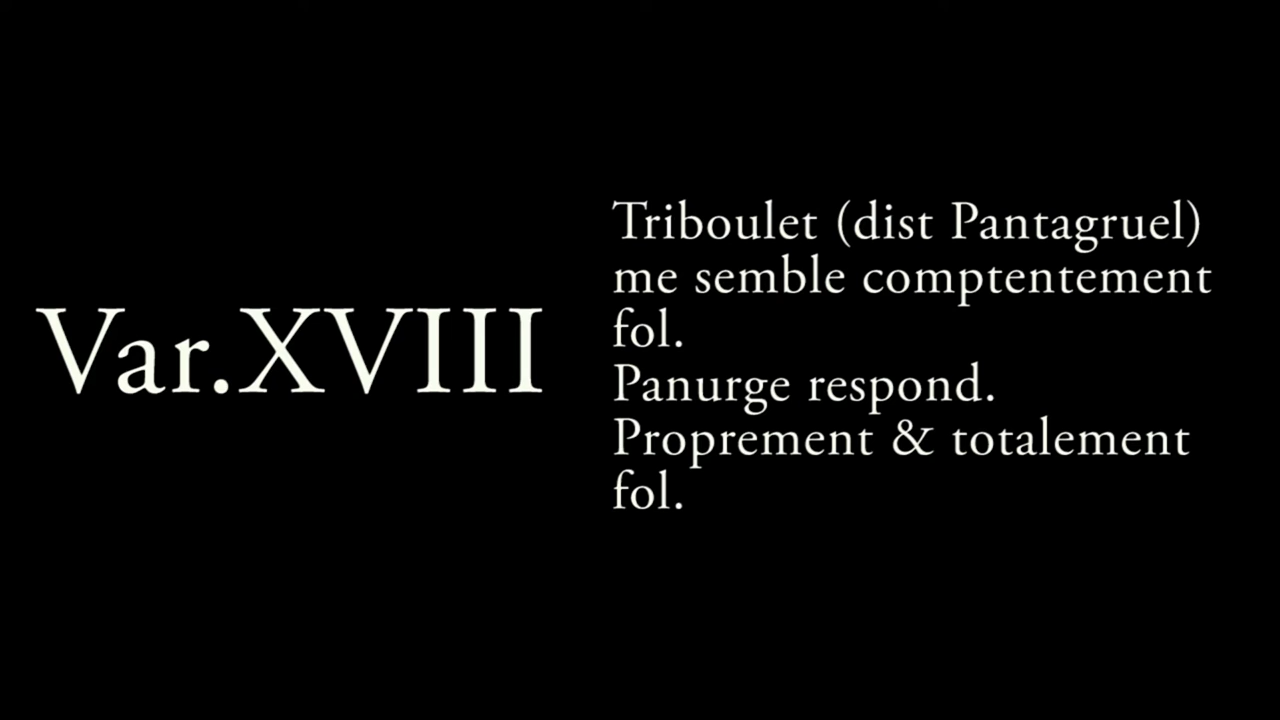 Var.XVIII
Triboulet (dist Pantagruel)
me semble comptentement
fol.
Panurge respond.
Proprement & totalement
fol.